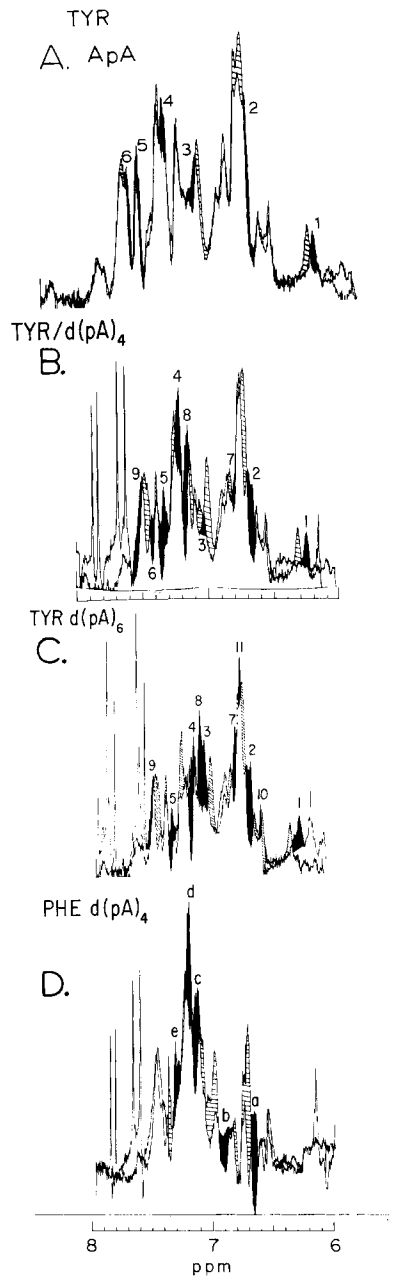 TYR
A. ApA
6 5 4 3 2 1
TYR/d(pA)4
B.
9 6 5 4 8 3 7 2 1
TYR d(pA)6
C.
9 5 4 8 3 7 11 2 10 1 1
PHE d(pA)4
D.
e d c b a
8 7 6
ppm